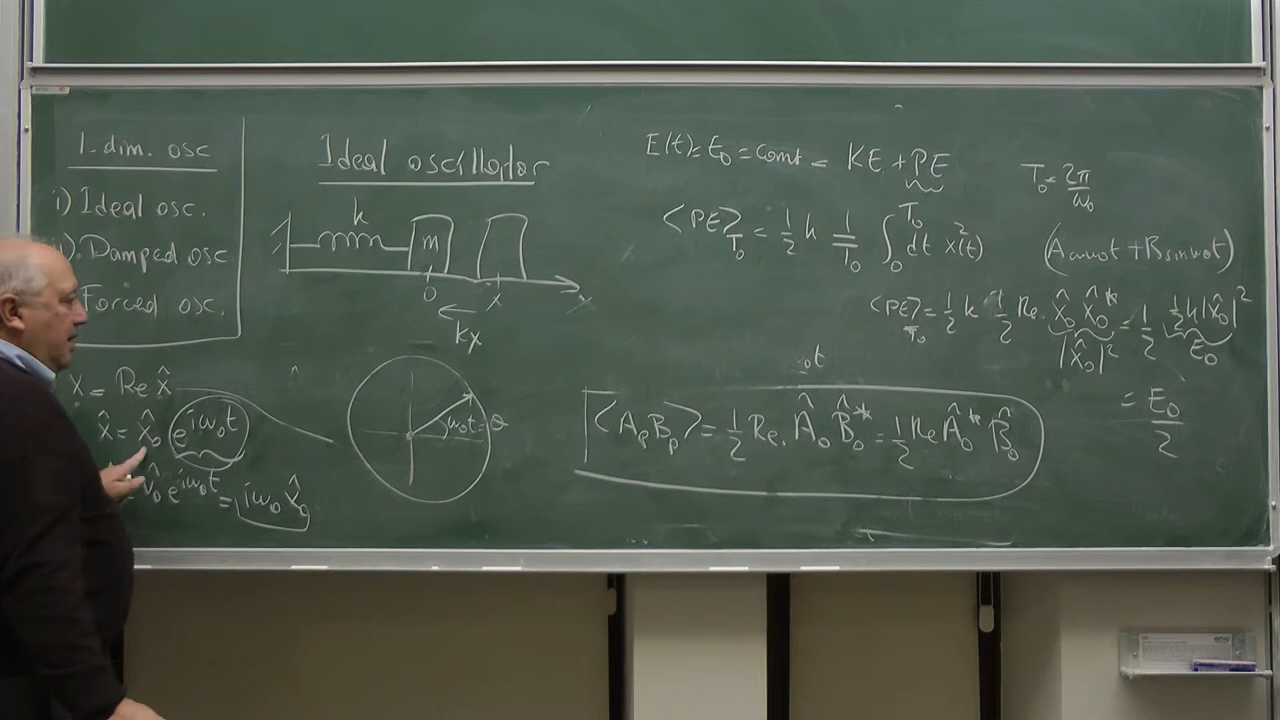 1-dim. osc
i) Ideal osc.
Damped osc
Forced osc.
Ideal oscillator
k
m
0
x
kx
x = Re x̂
x̂ = x̂₀ e^{iω₀t}
v̂₀ e^{iω₀t} = iω₀ x̂₀
ω₀t = θ
E(t) = E₀ = const = KE + PE
T₀ = 2π/ω₀
<PE>_{T₀} = 1/2 k 1/T₀ ∫₀^{T₀} dt x²(t)
(A cos ω₀t + B sin ω₀t)
<PE>_{T₀} = 1/2 k 1/2 Re. x̂₀ x̂₀* = 1/2 1/2 k|x̂₀|²
|x̂₀|²
E₀
= E₀/2
₀t
<A_p B_p> = 1/2 Re. Â₀ B̂₀* = 1/2 Re Â₀* B̂₀